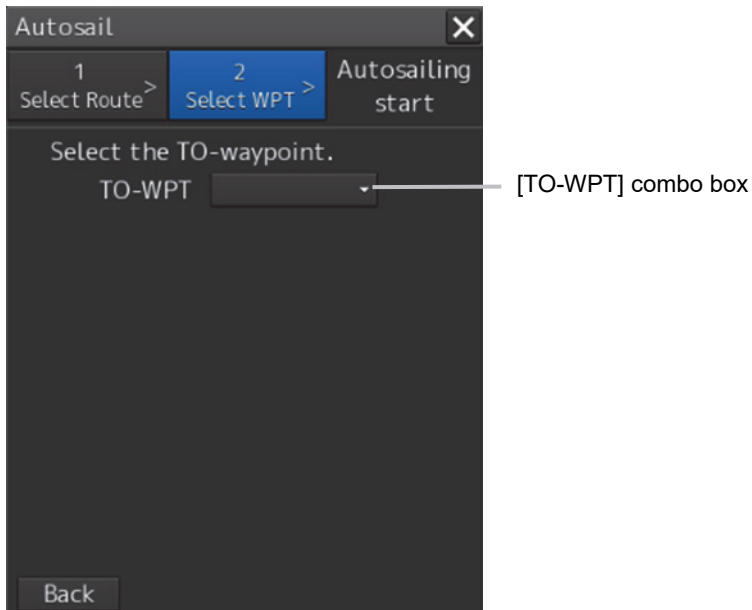 Autosail
1
Select Route >
2
Select WPT >
Autosailing
start
Select the TO-waypoint.
TO-WPT
[TO-WPT] combo box
Back